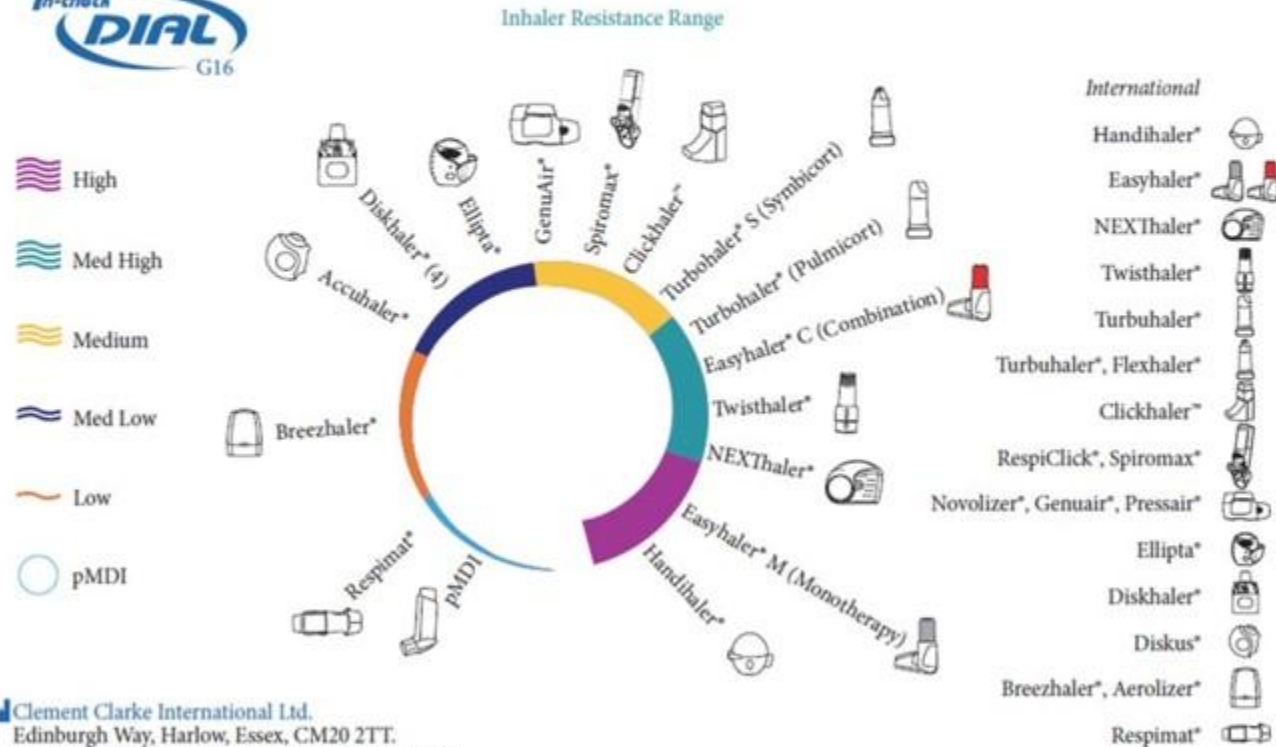 In-check
DIAL
G16
Inhaler Resistance Range
High
Med High
Medium
Med Low
Low
pMDI
pMDI
Respimat®
Breezhaler®
Accuhaler®
Diskhaler® (4)
Ellipta®
GenuAir®
Spiromax®
Clickhaler™
Turbohaler® S (Symbicort)
Turbohaler® (Pulmicort)
Easyhaler® C (Combination)
Twisthaler®
NEXThaler®
Easyhaler® M (Monotherapy)
Handihaler®
International
Handihaler®
Easyhaler®
NEXThaler®
Twisthaler®
Turbuhaler®
Turbuhaler®, Flexhaler®
Clickhaler™
RespiClick®, Spiromax®
Novolizer®, Genuair®, Pressair®
Ellipta®
Diskhaler®
Diskus®
Breezhaler®, Aerolizer®
Respimat®
Clement Clarke International Ltd.
Edinburgh Way, Harlow, Essex, CM20 2TT.